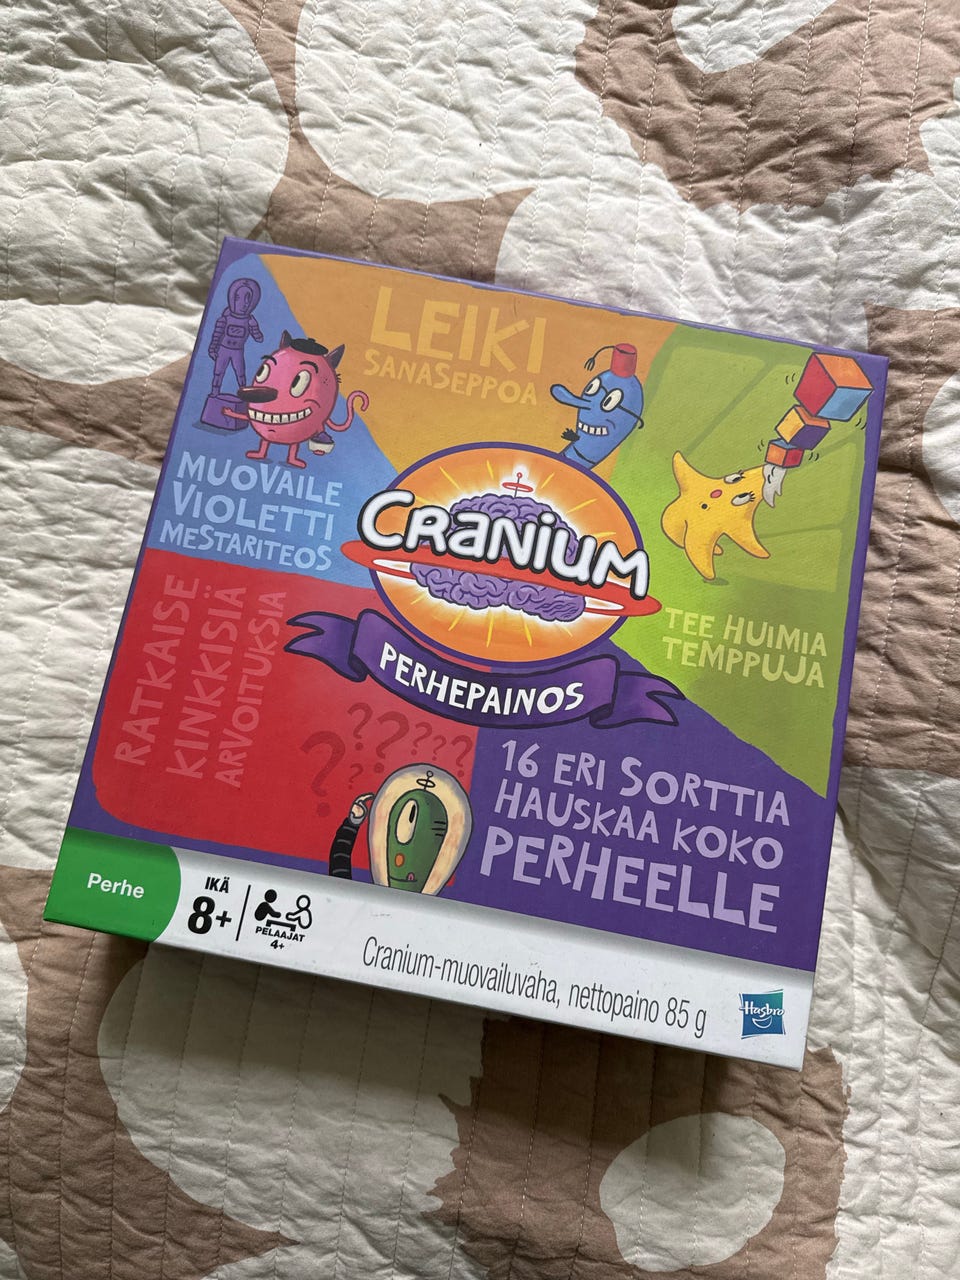 LEIKI
SANASEPPOA
MUOVAILE
VIOLETTI
MESTARITEOS
CRANIUM
PERHEPAINOS
TEE HUIMIA
TEMPPUJA
RATKAISE
KINKKISIÄ
ARVOITUKSIA
??????
16 ERI SORTTIA
HAUSKAA KOKO
PERHEELLE
Perhe
IKÄ
8+
PELAAJAT
4+
Cranium-muovailuvaha, nettopaino 85 g
Hasbro